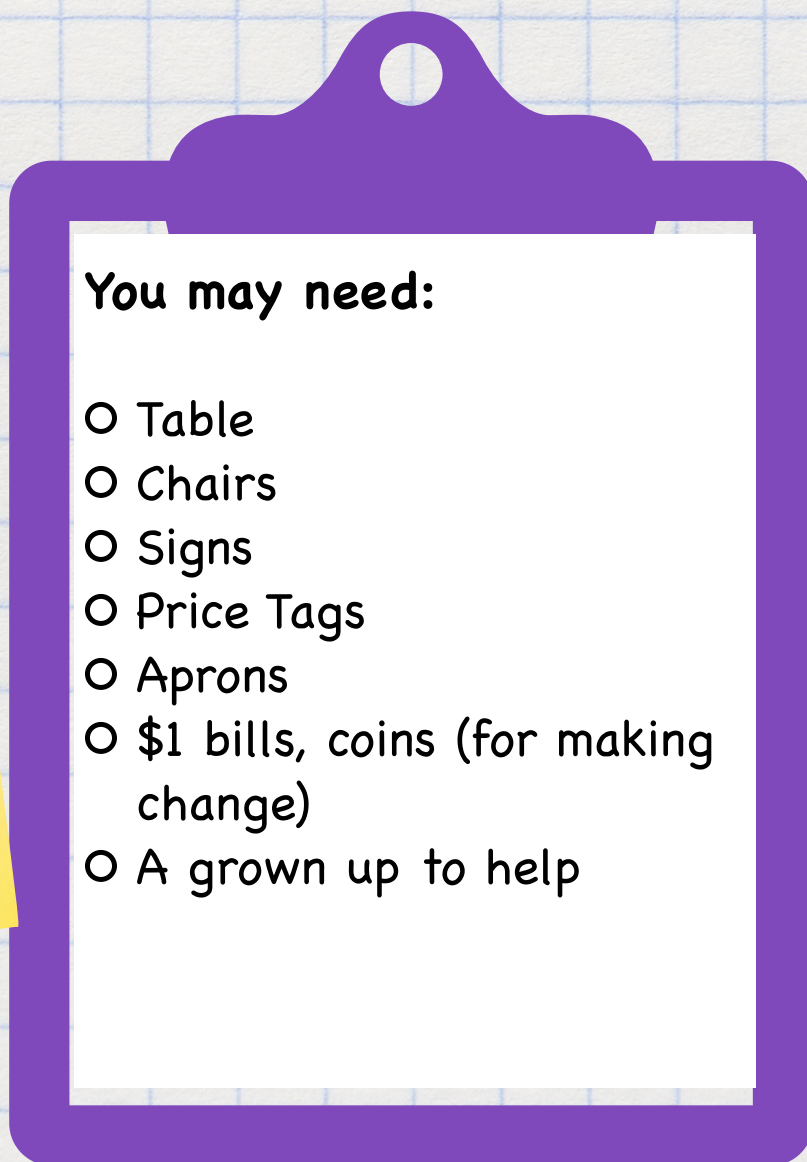 You may need:
Table
Chairs
Signs
Price Tags
Aprons
$1 bills, coins (for making
change)
A grown up to help